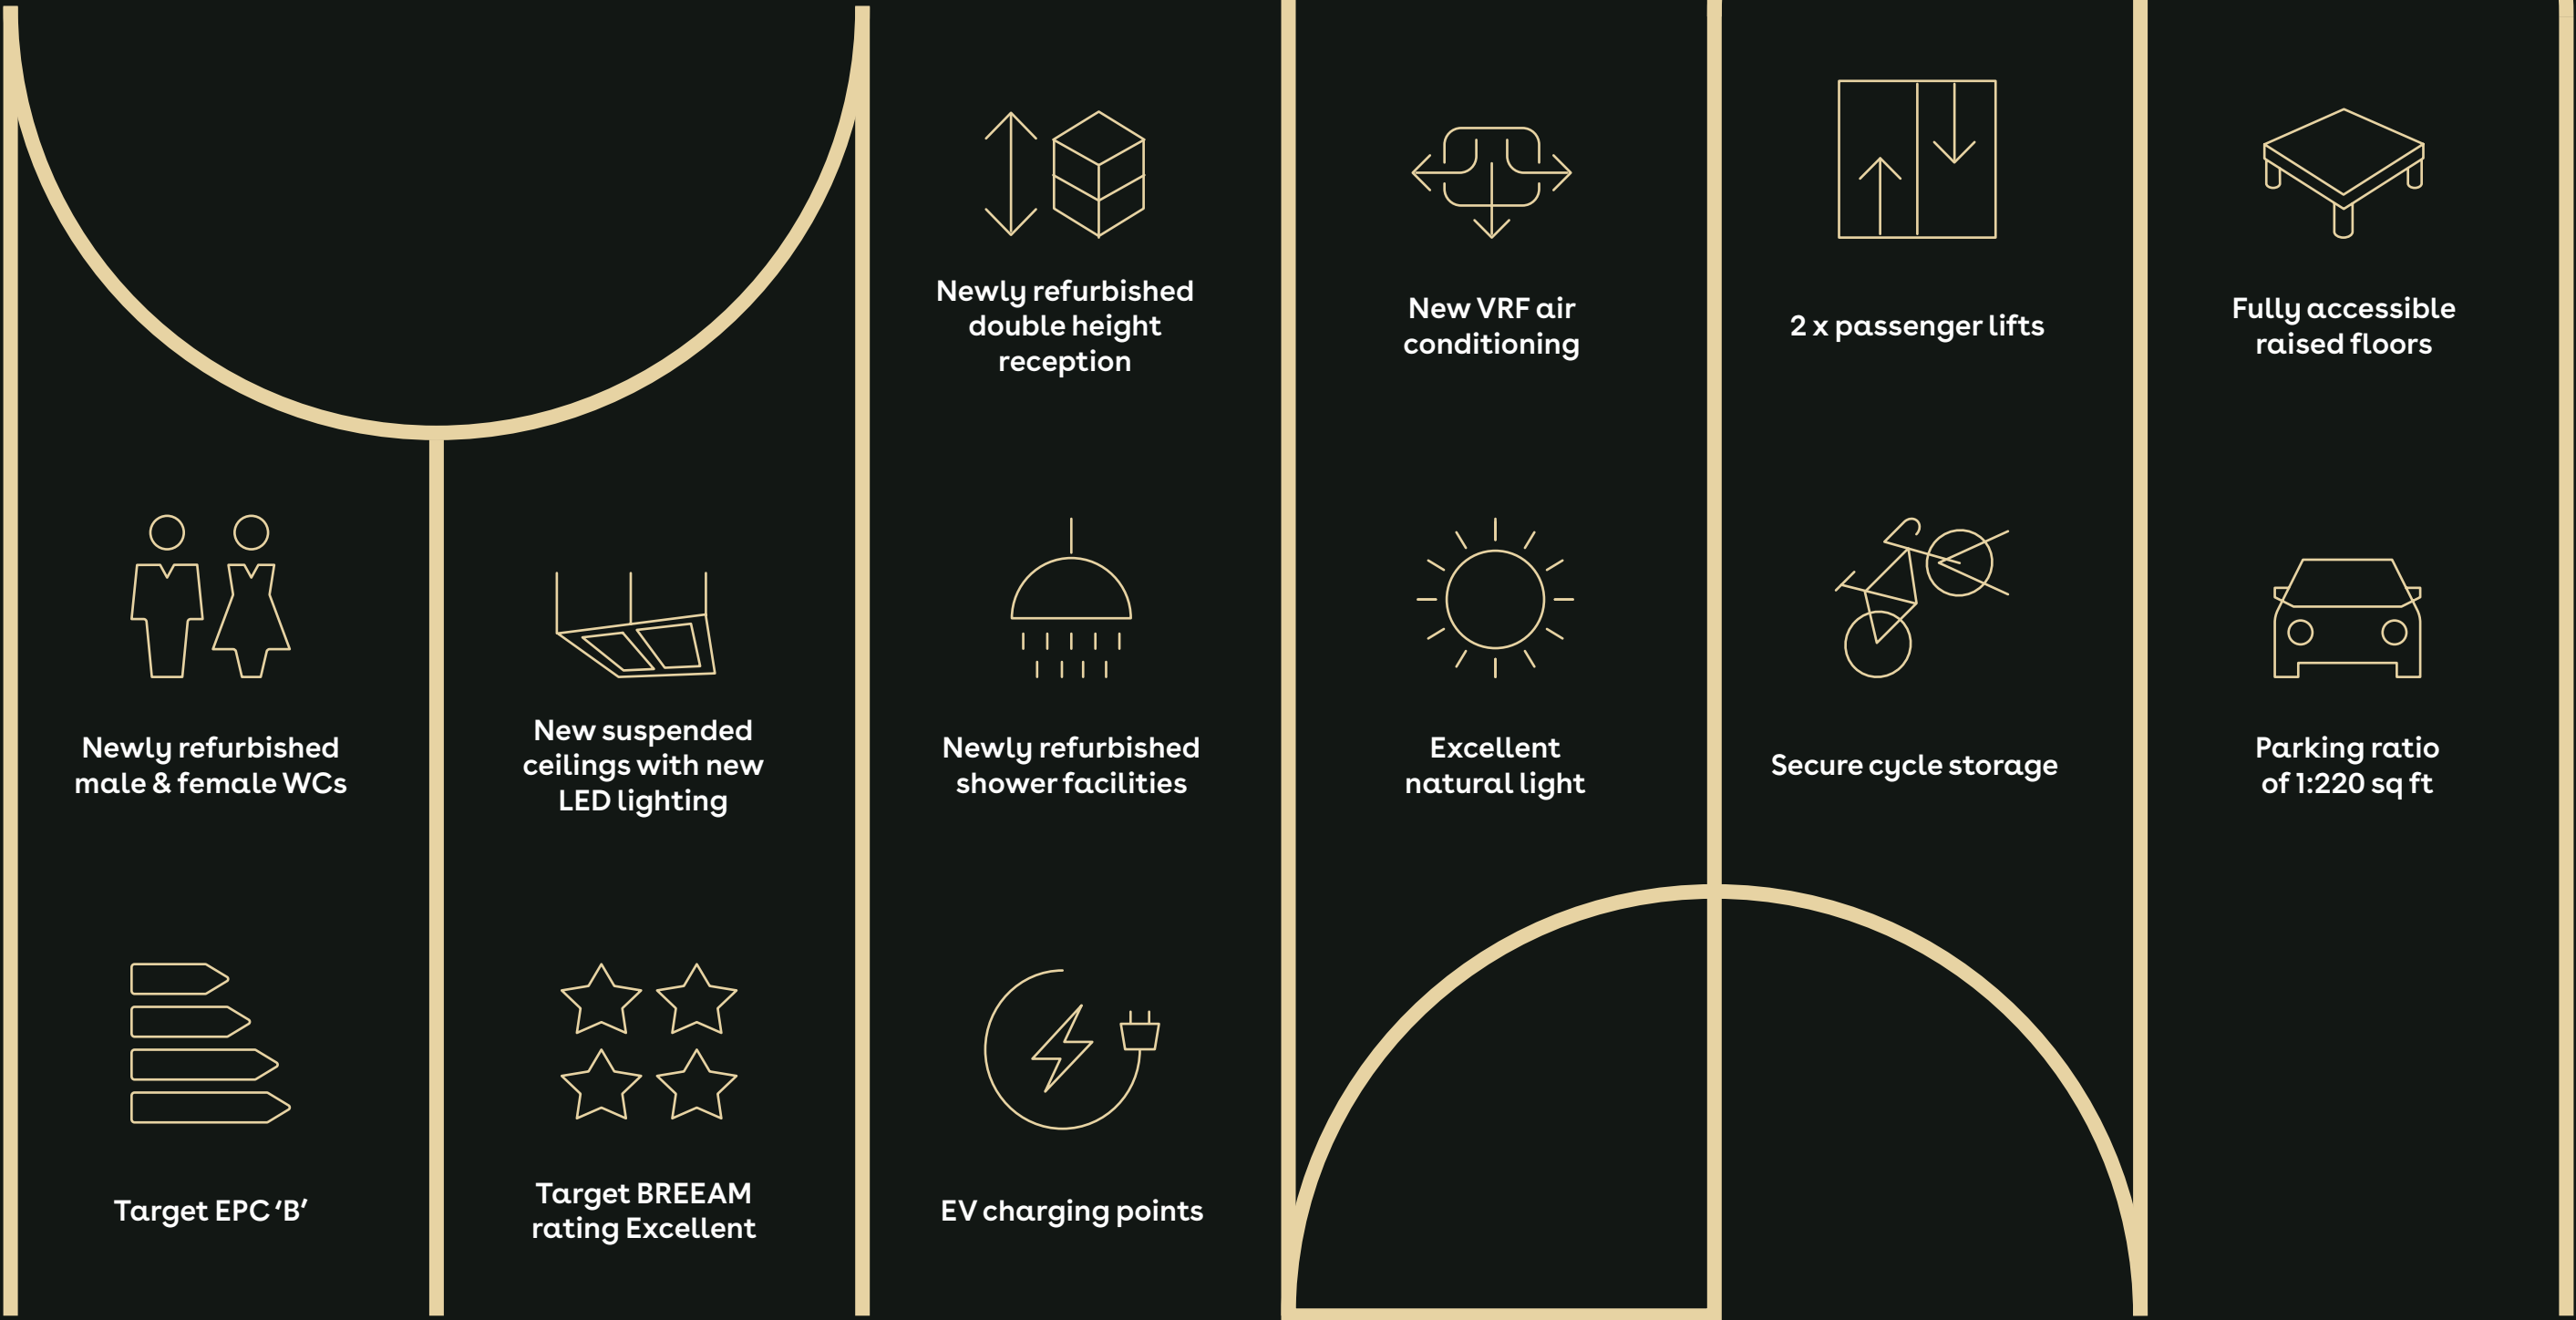 Newly refurbished
double height
reception
New VRF air
conditioning
2 x passenger lifts
Fully accessible
raised floors
Newly refurbished
male & female WCs
New suspended
ceilings with new
LED lighting
Newly refurbished
shower facilities
Excellent
natural light
Secure cycle storage
Parking ratio
of 1:220 sq ft
Target EPC ‘B’
Target BREEAM
rating Excellent
EV charging points